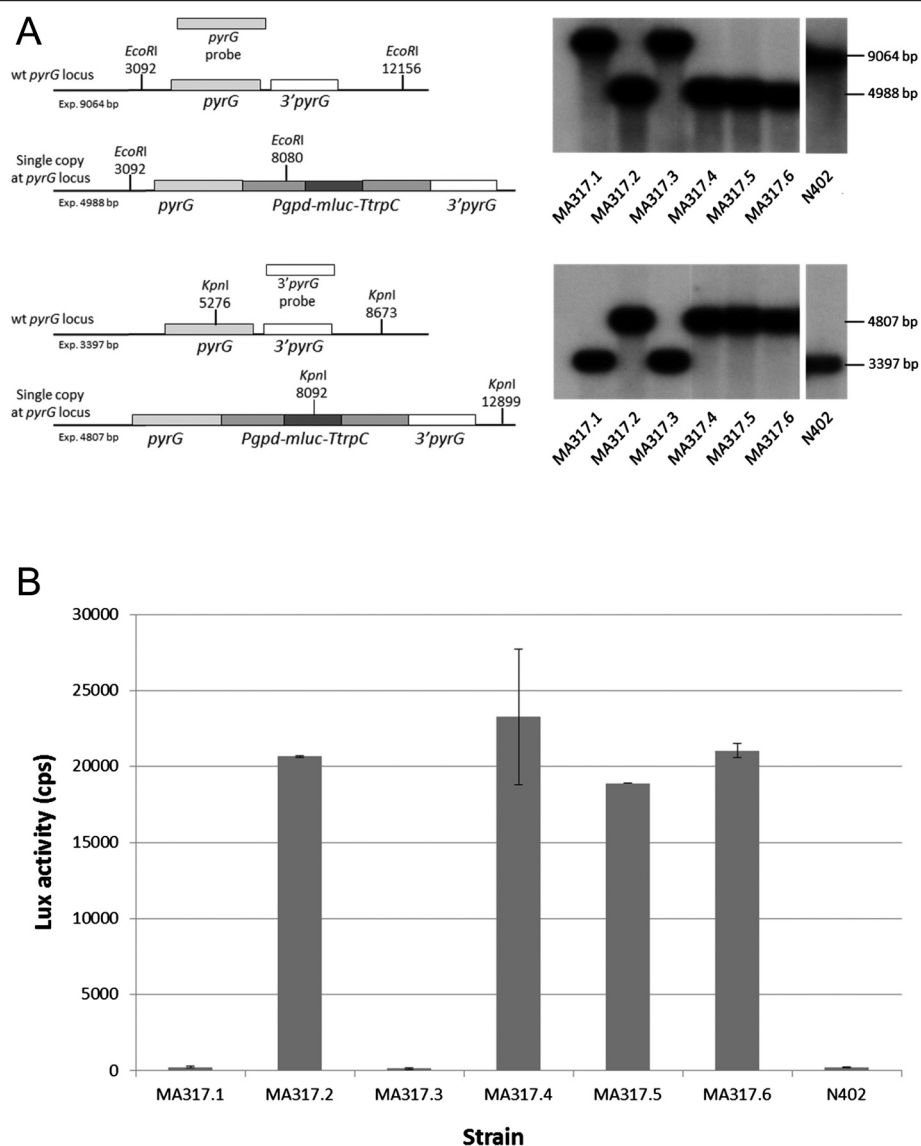 A
pyrG
probe
EcoRI
3092
EcoRI
12156
wt pyrG locus
pyrG
3'pyrG
Exp. 9064 bp
EcoRI
3092
EcoRI
8080
Single copy
at pyrG locus
Exp. 4988 bp
pyrG
Pgpd-mluc-TtrpC
3'pyrG
9064 bp
4988 bp
MA317.1
MA317.2
MA317.3
MA317.4
MA317.5
MA317.6
N402
3'pyrG
probe
KpnI
5276
KpnI
8673
wt pyrG locus
Exp. 3397 bp
pyrG
3'pyrG
KpnI
8092
KpnI
12899
Single copy
at pyrG locus
Exp. 4807 bp
pyrG
Pgpd-mluc-TtrpC
3'pyrG
4807 bp
3397 bp
MA317.1
MA317.2
MA317.3
MA317.4
MA317.5
MA317.6
N402
B
Lux activity (cps)
30000
25000
20000
15000
10000
5000
0
MA317.1 MA317.2 MA317.3 MA317.4 MA317.5 MA317.6 N402
Strain